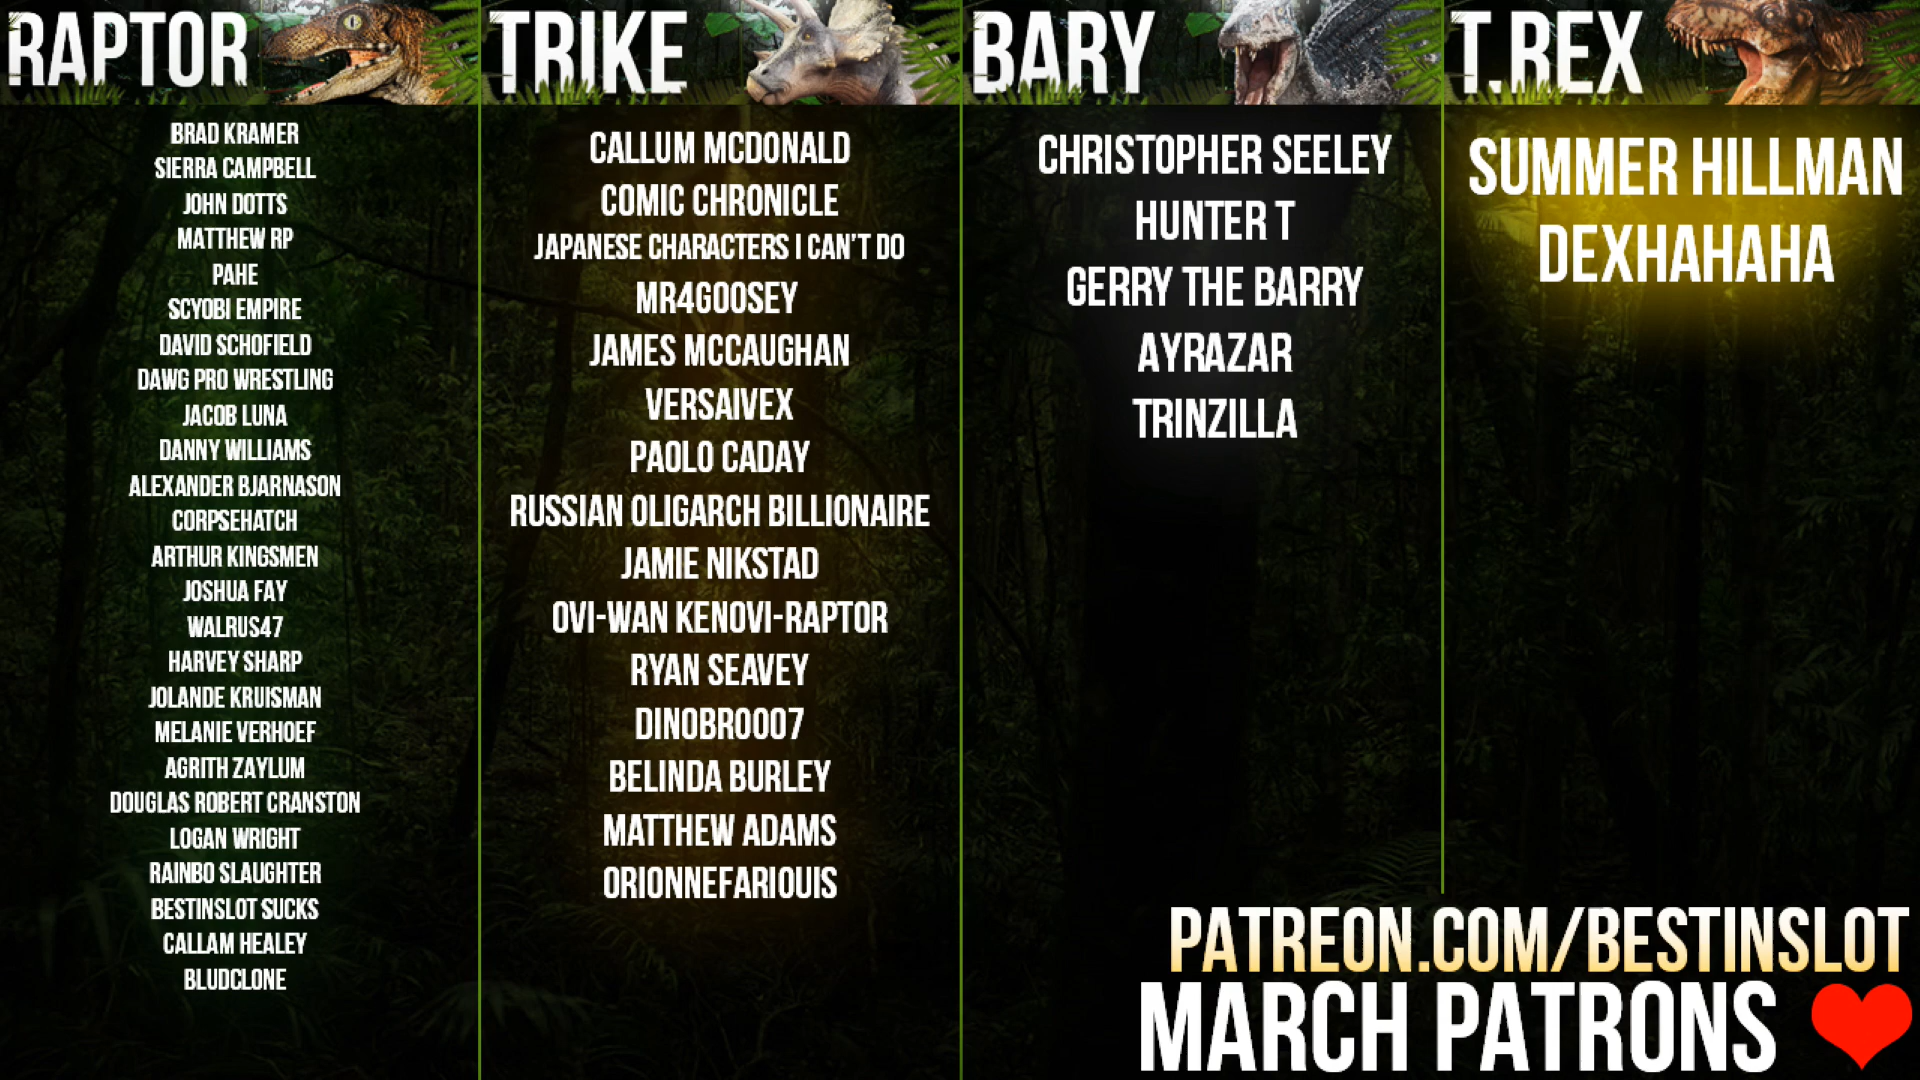 RAPTOR
BRAD KRAMER
SIERRA CAMPBELL
JOHN DOTTS
MATTHEW RP
PAHE
SCYOBI EMPIRE
DAVID SCHOFIELD
DAWG PRO WRESTLING
JACOB LUNA
DANNY WILLIAMS
ALEXANDER BJARNASON
CORPSEHATCH
ARTHUR KINGSMEN
JOSHUA FAY
WALRUS47
HARVEY SHARP
JOLANDE KRUISMAN
MELANIE VERHOEF
AGRITH ZAYLUM
DOUGLAS ROBERT CRANSTON
LOGAN WRIGHT
RAINBO SLAUGHTER
BESTINSLOT SUCKS
CALLAM HEALEY
BLUDCLONE
TRIKE
CALLUM MCDONALD
COMIC CHRONICLE
JAPANESE CHARACTERS I CAN'T DO
MR4GOOSEY
JAMES MCCAUGHAN
VERSAIVEX
PAOLO CADAY
RUSSIAN OLIGARCH BILLIONAIRE
JAMIE NIKSTAD
OVI-WAN KENOVI-RAPTOR
RYAN SEAVEY
DINOBRO007
BELINDA BURLEY
MATTHEW ADAMS
ORIONNEFARIOUIS
BARY
CHRISTOPHER SEELEY
HUNTER T
GERRY THE BARRY
AYRAZAR
TRINZILLA
T.REX
SUMMER HILLMAN
DEXHAHAHA
PATREON.COM/BESTINSLOT
MARCH PATRONS